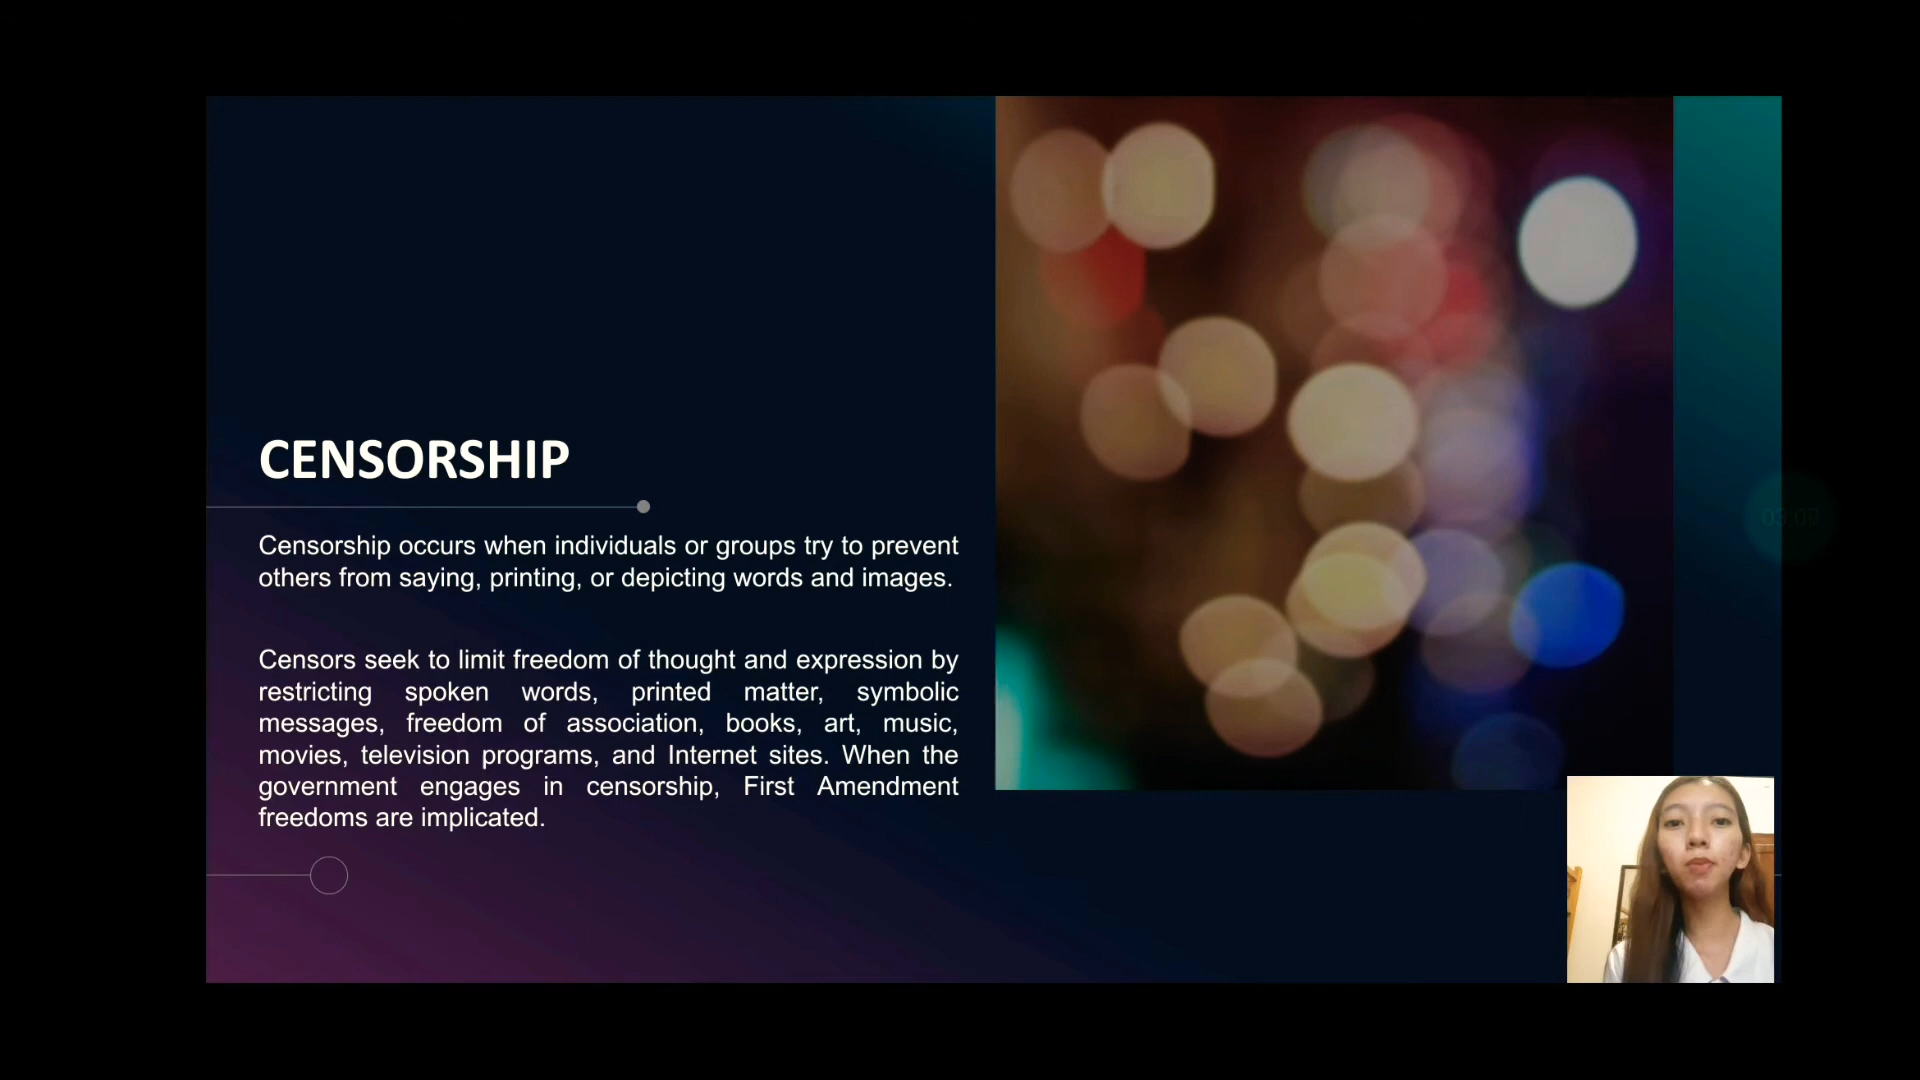 CENSORSHIP
Censorship occurs when individuals or groups try to prevent
others from saying, printing, or depicting words and images.
Censors seek to limit freedom of thought and expression by
restricting spoken words, printed matter, symbolic
messages, freedom of association, books, art, music,
movies, television programs, and Internet sites. When the
government engages in censorship, First Amendment
freedoms are implicated.